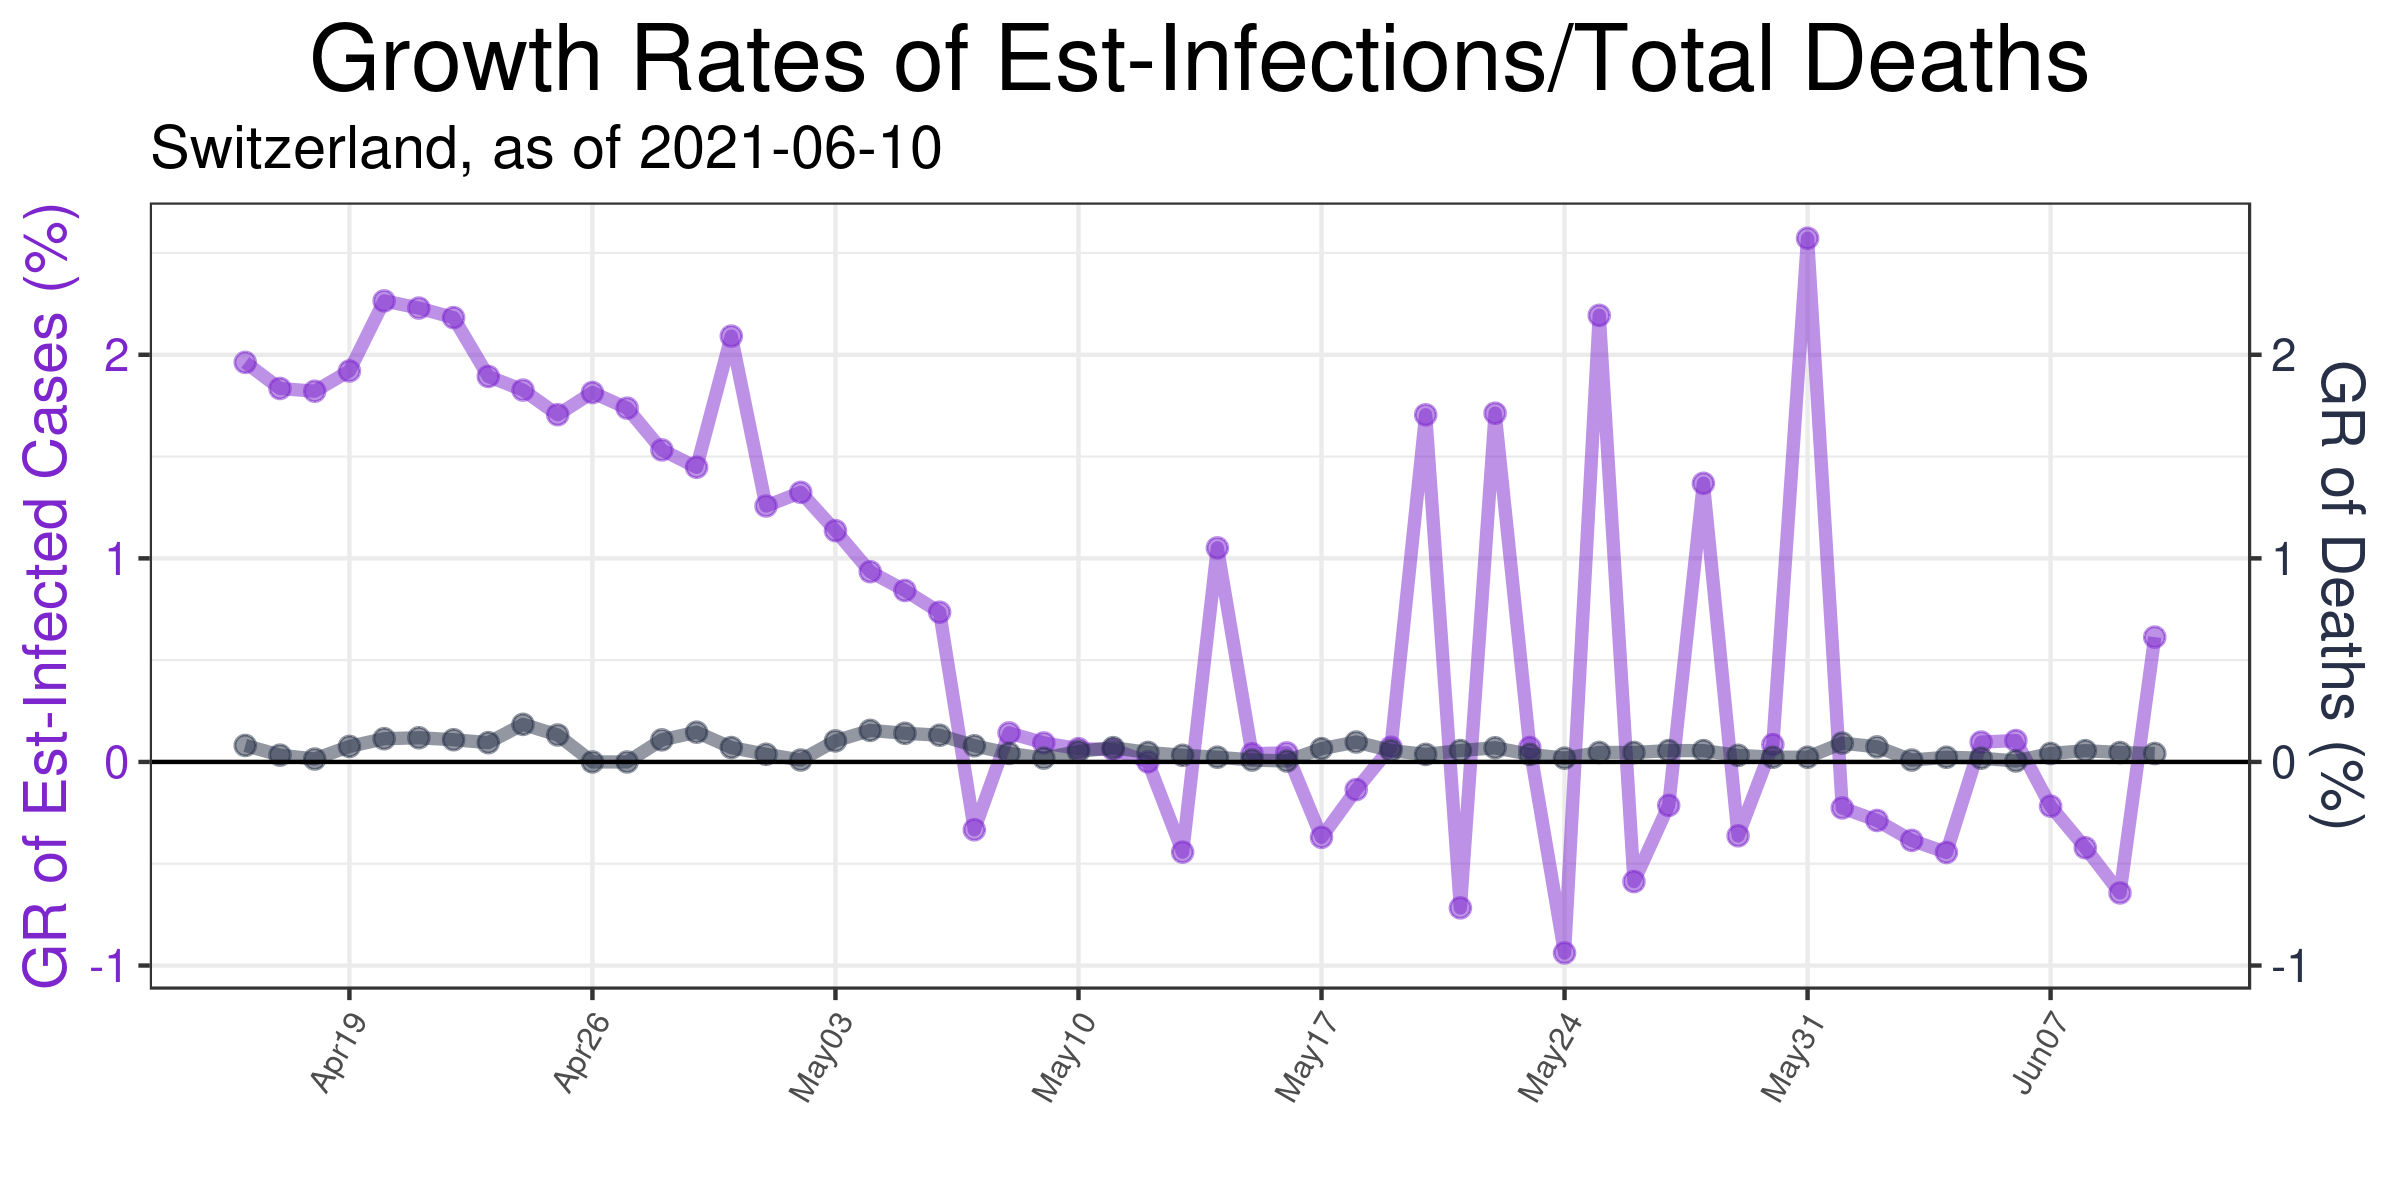 Growth Rates of Est-Infections/Total Deaths
Switzerland, as of 2021-06-10
GR of Est-Infected Cases (%)
2
1
0
-1
2
1
0
-1
GR of Deaths (%)
Apr19
Apr26
May03
May10
May17
May24
May31
Jun07